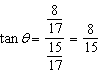 tan θ = (8/17)/(15/17) = 8/15